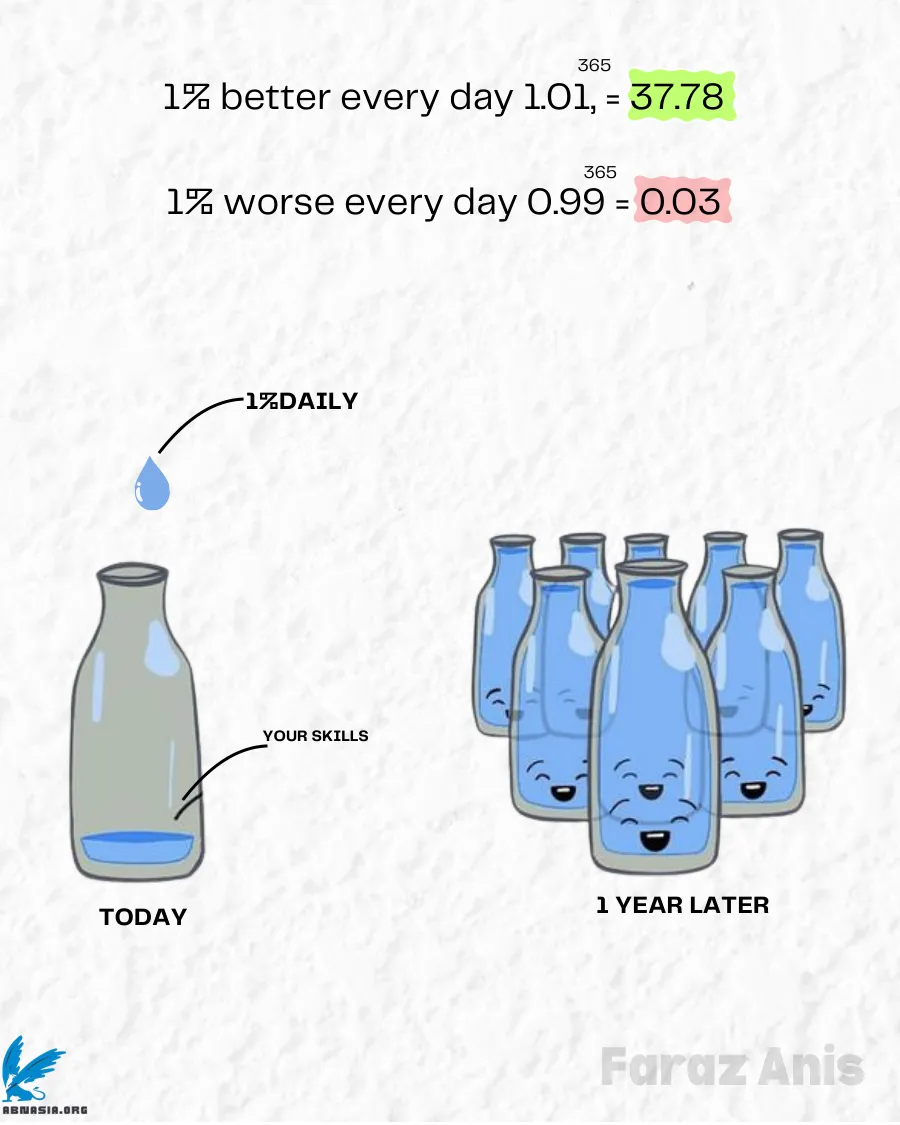 365
1% better every day 1.01, = 37.78
365
1% worse every day 0.99 = 0.03
1%DAILY
YOUR SKILLS
TODAY
1 YEAR LATER
Faraz Anis
ABNASIA.ORG